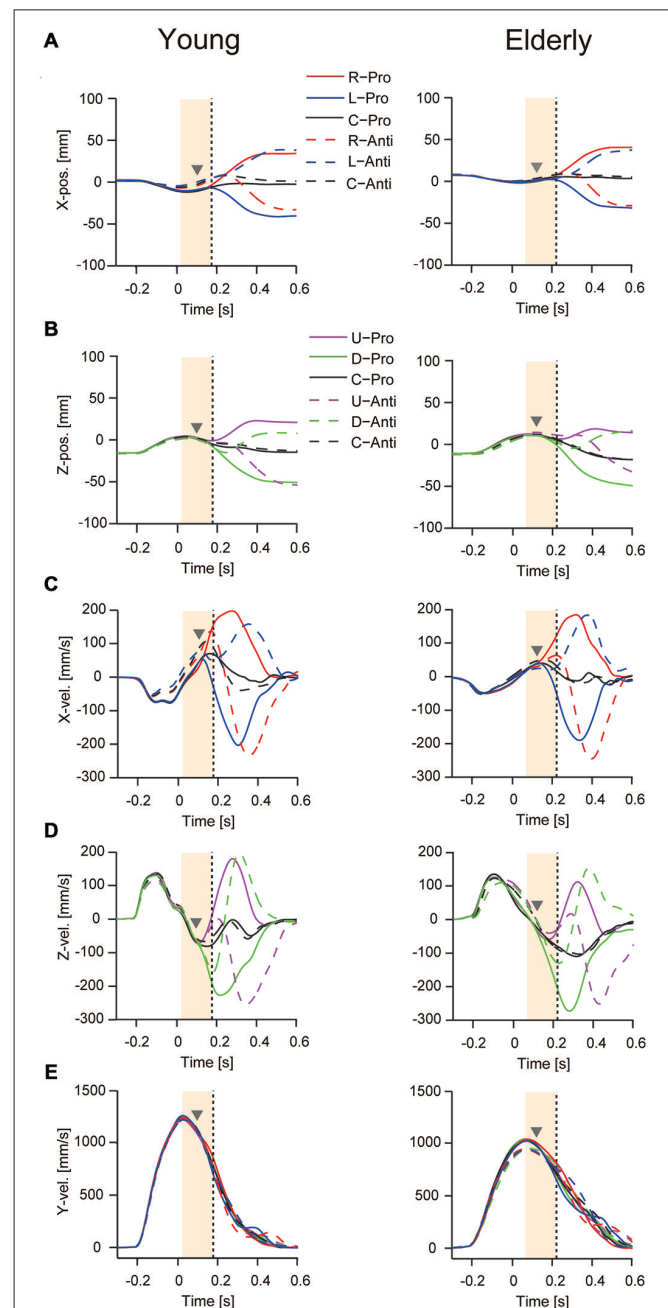 A
Young
Elderly
R−Pro
L−Pro
C−Pro
R−Anti
L−Anti
C−Anti
X-pos. [mm]
100
50
0
-50
-100
-0.2 0 0.2 0.4 0.6
Time [s]
100
50
0
-50
-100
-0.2 0 0.2 0.4 0.6
Time [s]
B
U−Pro
D−Pro
C−Pro
U−Anti
D−Anti
C−Anti
Z-pos. [mm]
100
50
0
-50
-100
-0.2 0 0.2 0.4 0.6
Time [s]
100
50
0
-50
-100
-0.2 0 0.2 0.4 0.6
Time [s]
C
X-vel. [mm/s]
200
100
0
-100
-200
-300
-0.2 0 0.2 0.4 0.6
Time [s]
200
100
0
-100
-200
-300
-0.2 0 0.2 0.4 0.6
Time [s]
D
Z-vel. [mm/s]
200
100
0
-100
-200
-300
-0.2 0 0.2 0.4 0.6
Time [s]
200
100
0
-100
-200
-300
-0.2 0 0.2 0.4 0.6
Time [s]
E
Y-vel. [mm/s]
1500
1000
500
0
-0.2 0 0.2 0.4 0.6
Time [s]
1500
1000
500
0
-0.2 0 0.2 0.4 0.6
Time [s]